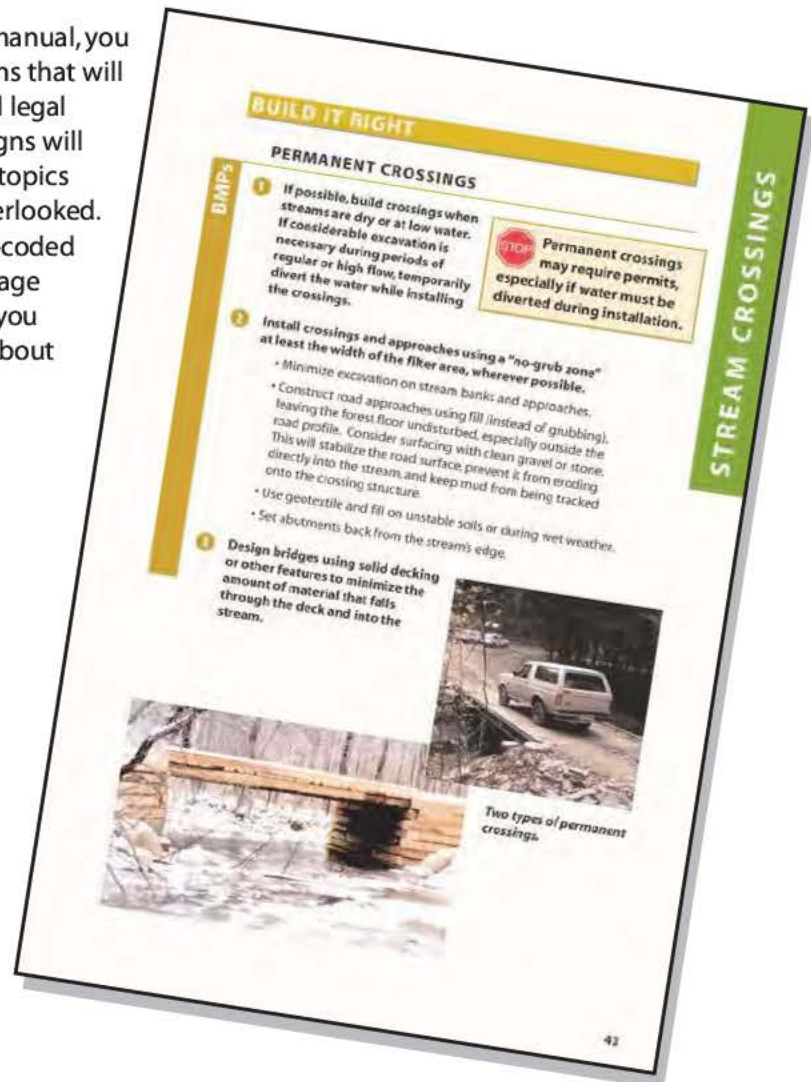 manual, you
ns that will
l legal
gns will
topics
erlooked.
-coded
age
you
bout
BUILD IT RIGHT
PERMANENT CROSSINGS
BMPs
1 If possible, build crossings when
streams are dry or at low water.
If considerable excavation is
necessary during periods of
regular or high flow, temporarily
divert the water while installing
the crossings.
STOP Permanent crossings
may require permits,
especially if water must be
diverted during installation.
2 Install crossings and approaches using a "no-grub zone"
at least the width of the filter area, wherever possible.
• Minimize excavation on stream banks and approaches.
• Construct road approaches using fill (instead of grubbing),
leaving the forest floor undisturbed, especially outside the
road profile. Consider surfacing with clean gravel or stone.
This will stabilize the road surface, prevent it from eroding
directly into the stream, and keep mud from being tracked
onto the crossing structure.
• Use geotextile and fill on unstable soils or during wet weather.
• Set abutments back from the stream's edge.
3 Design bridges using solid decking
or other features to minimize the
amount of material that falls
through the deck and into the
stream.
Two types of permanent
crossings.
STREAM CROSSINGS
43